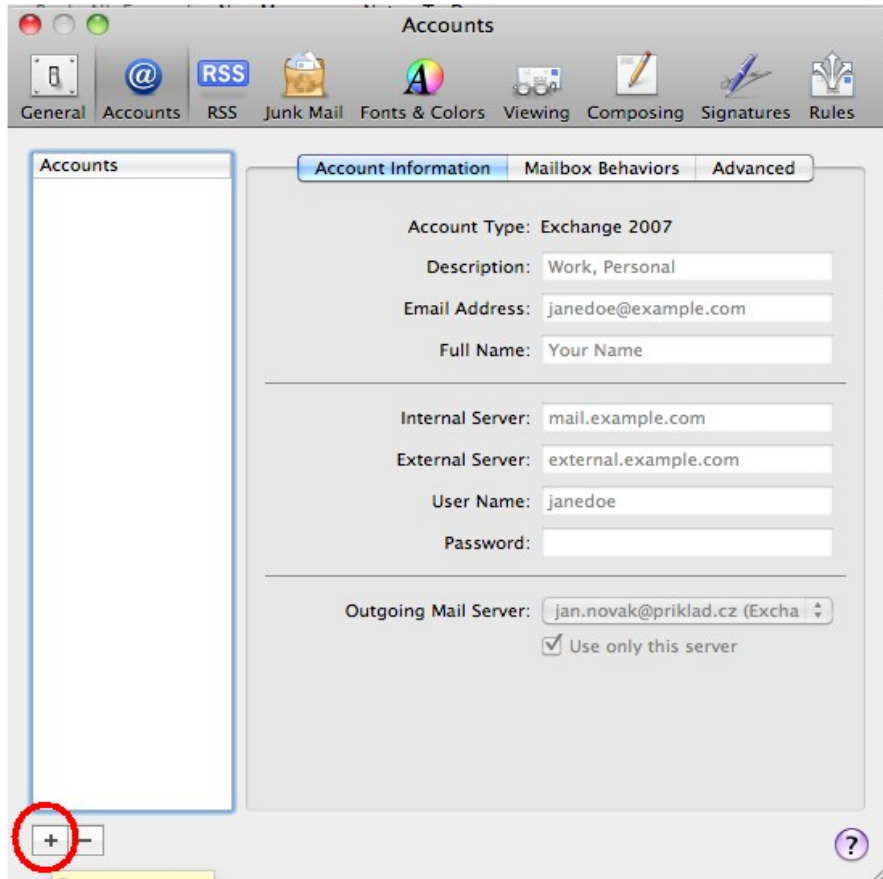 Accounts
RSS
General Accounts RSS Junk Mail Fonts & Colors Viewing Composing Signatures Rules
Accounts
Account Information Mailbox Behaviors Advanced
Account Type: Exchange 2007
Description: Work, Personal
Email Address: janedoe@example.com
Full Name: Your Name
Internal Server: mail.example.com
External Server: external.example.com
User Name: janedoe
Password:
Outgoing Mail Server: jan.novak@priklad.cz (Excha
Use only this server
+ −
?